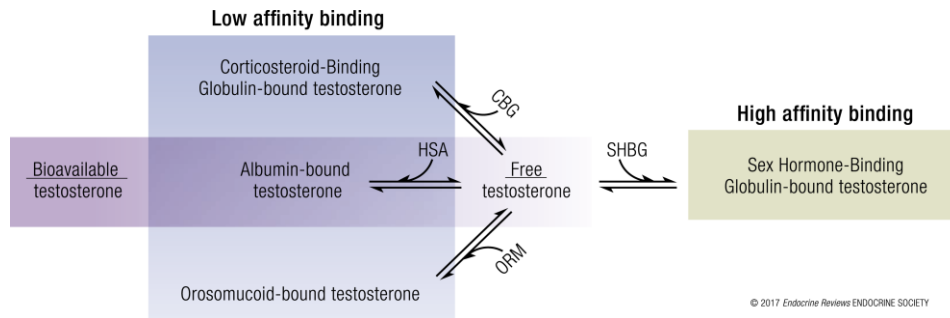 Low affinity binding
Corticosteroid-Binding
Globulin-bound testosterone
CBG
High affinity binding
Bioavailable
testosterone
Albumin-bound
testosterone
HSA
Free
testosterone
SHBG
Sex Hormone-Binding
Globulin-bound testosterone
ORM
Orosomucoid-bound testosterone
© 2017 Endocrine Reviews ENDOCRINE SOCIETY